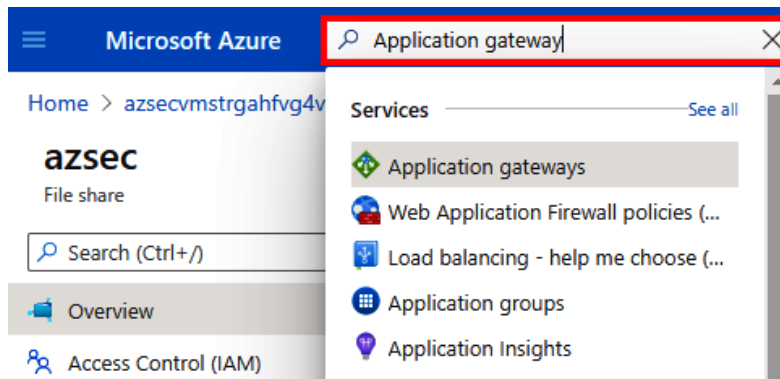 Microsoft Azure
Application gateway
Home > azsecvmstrgahfvg4v
azsec
File share
Search (Ctrl+/)
Overview
Access Control (IAM)
Services
See all
Application gateways
Web Application Firewall policies (...
Load balancing - help me choose (...
Application groups
Application Insights